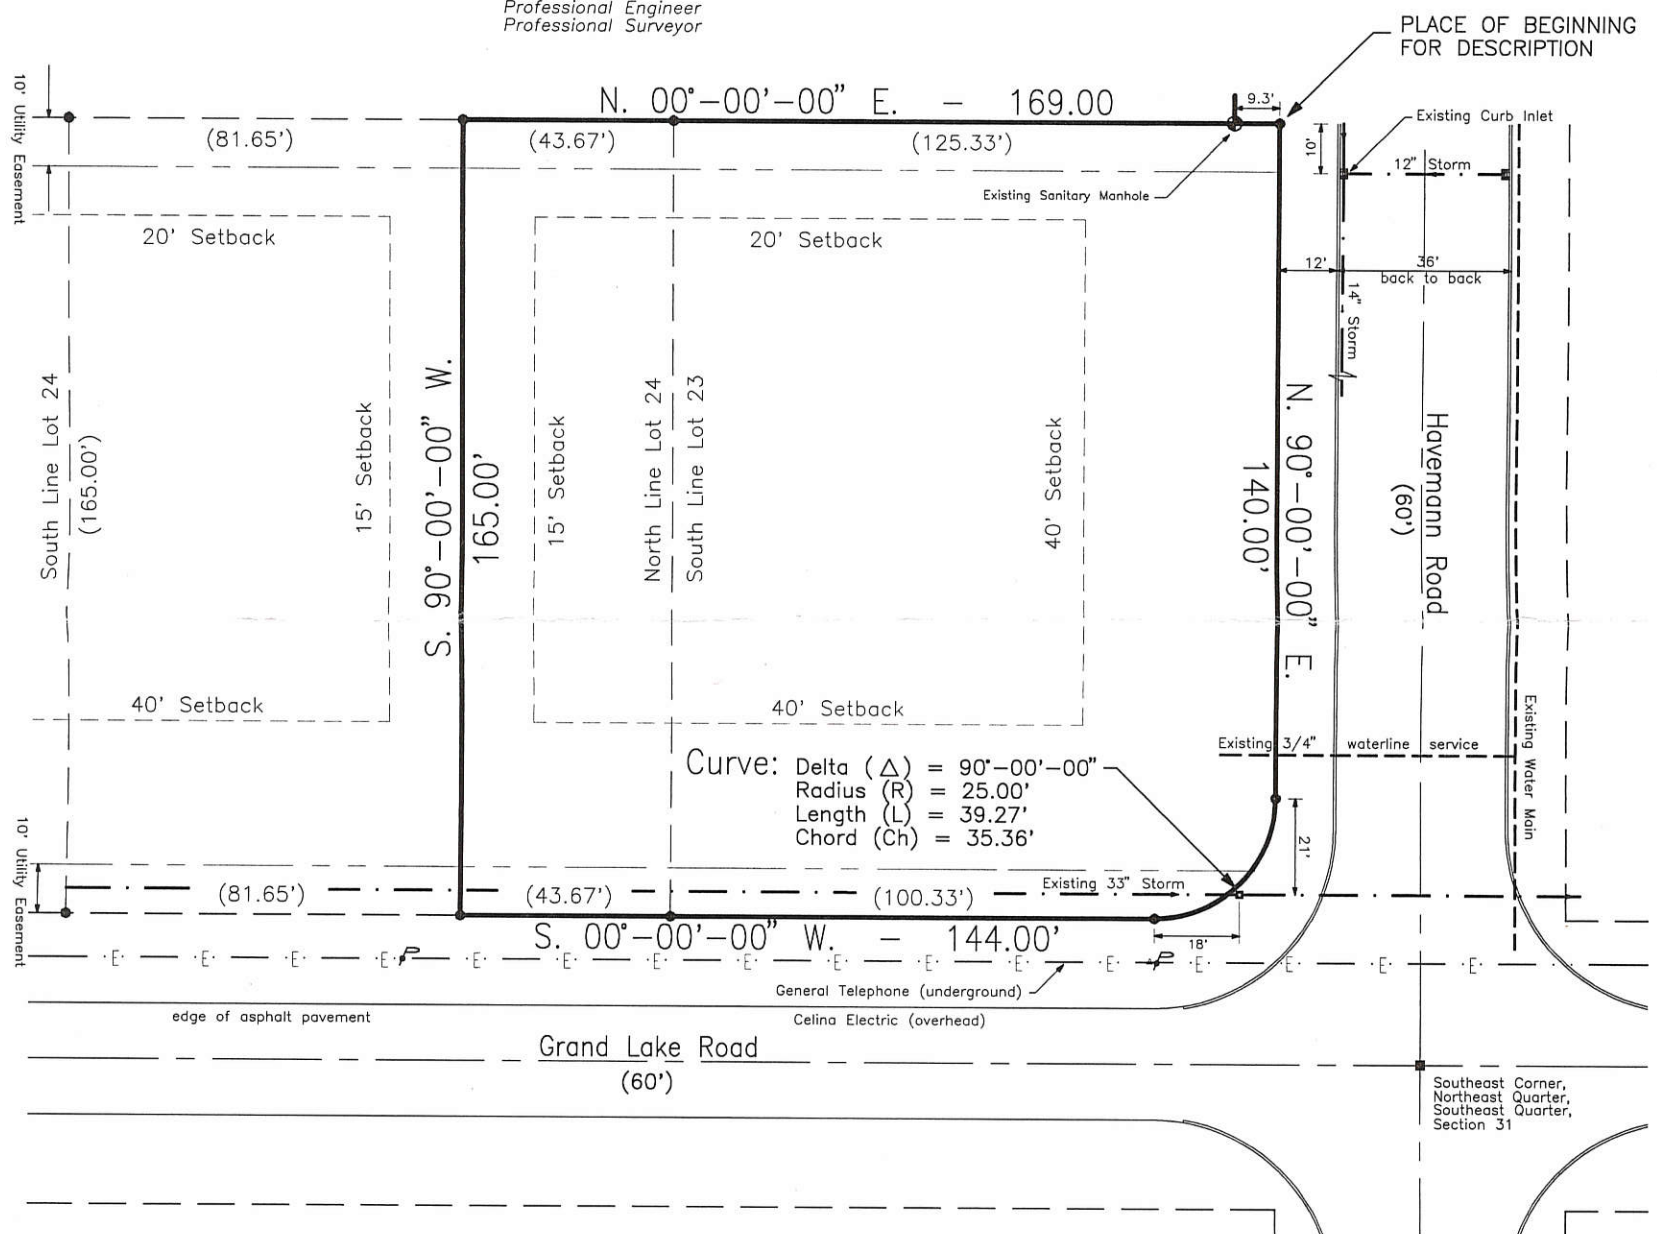 Professional Engineer
Professional Surveyor
PLACE OF BEGINNING
FOR DESCRIPTION
10' Utility Easement
N. 00°-00'-00" E. - 169.00
9.3'
(81.65')
(43.67')
(125.33')
10'
Existing Curb Inlet
12" Storm
Existing Sanitary Manhole
20' Setback
20' Setback
12'
36'
back to back
14" Storm
South Line Lot 24
(165.00')
15' Setback
S. 90°-00'-00" W.
165.00'
15' Setback
North Line Lot 24
South Line Lot 23
40' Setback
N. 90°-00'-00" E.
140.00'
Havemann Road
(60')
40' Setback
40' Setback
Existing 3/4" waterline service
Existing Water Main
Curve: Delta (△) = 90°-00'-00"
Radius (R) = 25.00'
Length (L) = 39.27'
Chord (Ch) = 35.36'
21'
10' Utility Easement
(81.65')
(43.67')
(100.33')
Existing 33" Storm
S. 00°-00'-00" W. - 144.00'
18'
E E E E P E E E E E E E P E E E E
General Telephone (underground)
edge of asphalt pavement
Celina Electric (overhead)
Grand Lake Road
(60')
Southeast Corner,
Northeast Quarter,
Southeast Quarter,
Section 31